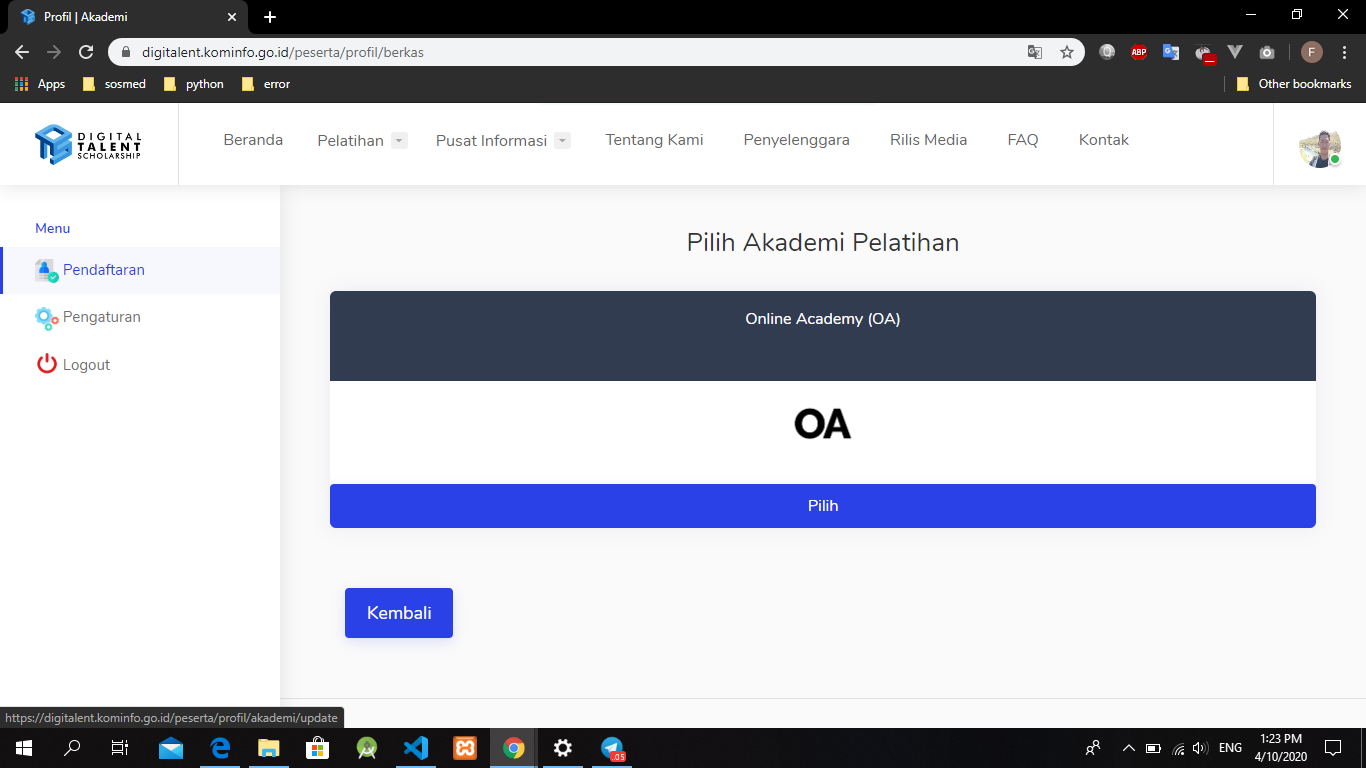 Profil | Akademi
digitalent.kominfo.go.id/peserta/profil/berkas
ABP
F
Apps sosmed python error Other bookmarks
DIGITAL
TALENT
SCHOLARSHIP
Beranda Pelatihan Pusat Informasi Tentang Kami Penyelenggara Rilis Media FAQ Kontak
Menu
Pendaftaran
Pengaturan
Logout
Pilih Akademi Pelatihan
Online Academy (OA)
OA
Pilih
Kembali
https://digitalent.kominfo.go.id/peserta/profil/akademi/update
.05
ENG
1:23 PM
4/10/2020